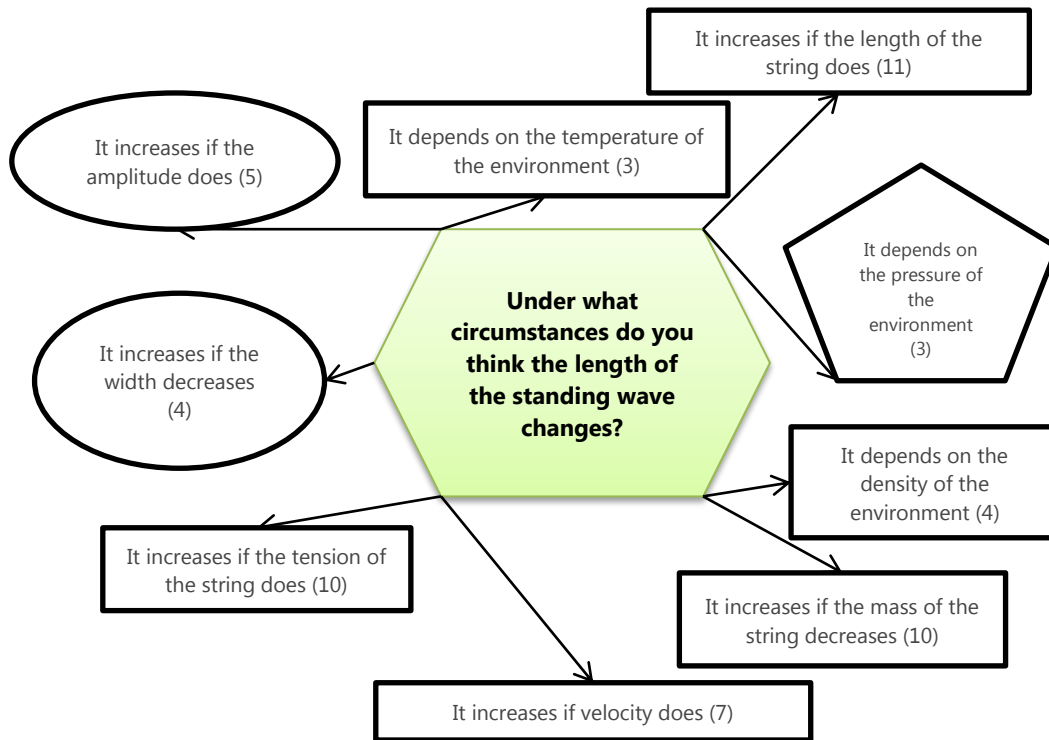 It increases if the length of the
string does (11)
It increases if the
amplitude does (5)
It depends on the temperature of
the environment (3)
It depends on
the pressure of
the
environment
(3)
Under what
circumstances do you
think the length of
the standing wave
changes?
It increases if the
width decreases
(4)
It depends on the
density of the
environment (4)
It increases if the tension of
the string does (10)
It increases if the mass of the
string decreases (10)
It increases if velocity does (7)